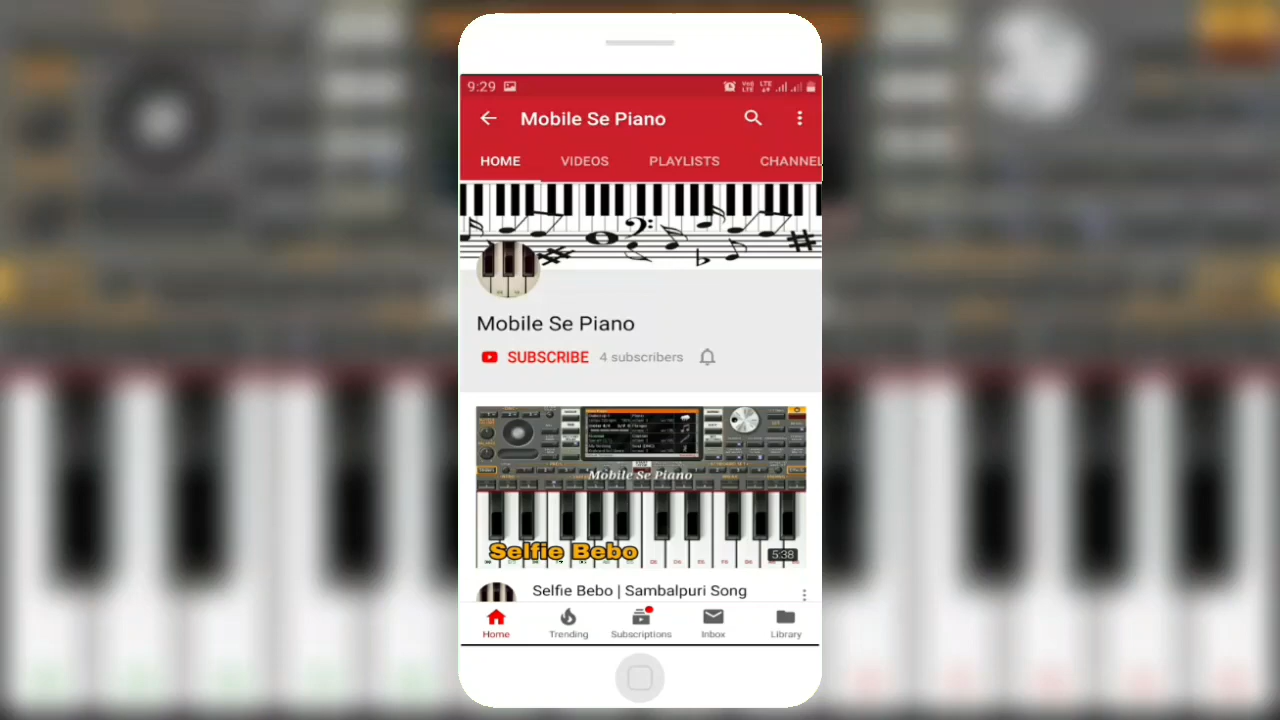 9:29
Mobile Se Piano
HOME VIDEOS PLAYLISTS CHANNEL
Mobile Se Piano
SUBSCRIBE 4 subscribers
Mobile Se Piano
Selfie Bebo
5:38
Selfie Bebo | Sambalpuri Song
Home Trending Subscriptions Inbox Library